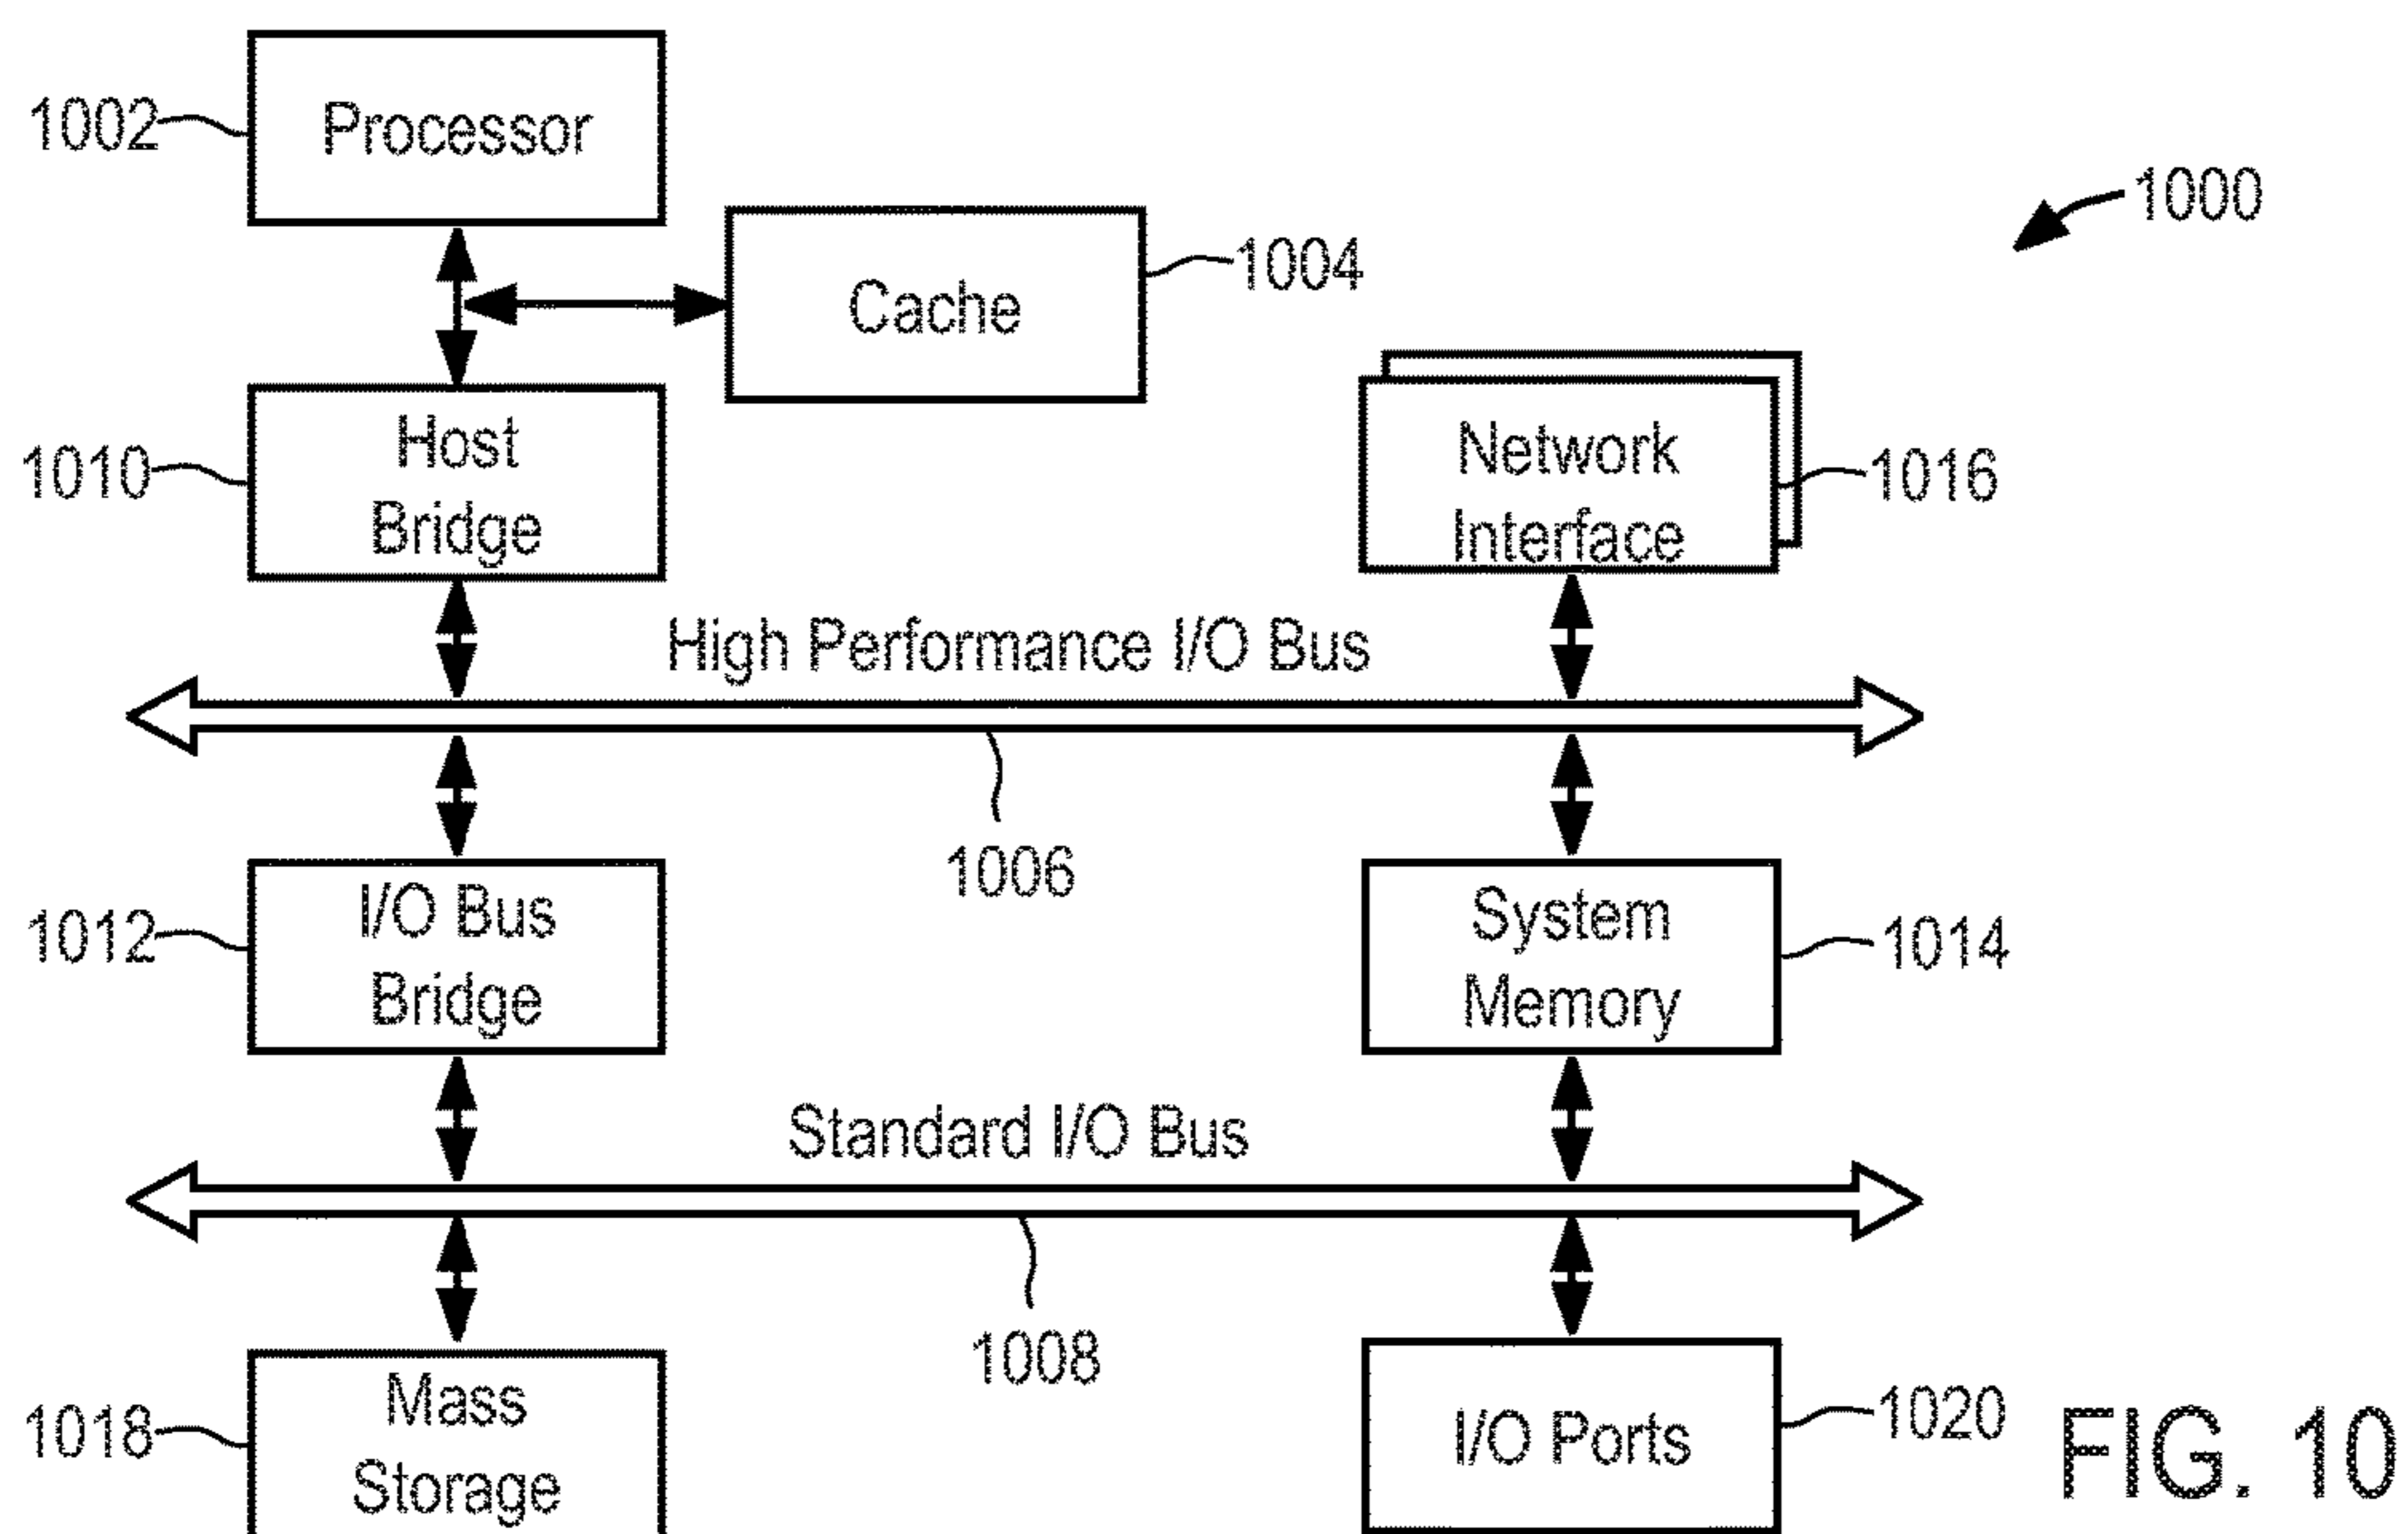 1002
Processor
1000
1004
Cache
1010
Host
Bridge
Network
Interface
1016
High Performance I/O Bus
1006
1012
I/O Bus
Bridge
System
Memory
1014
Standard I/O Bus
1008
1018
Mass
Storage
I/O Ports
1020
FIG. 10